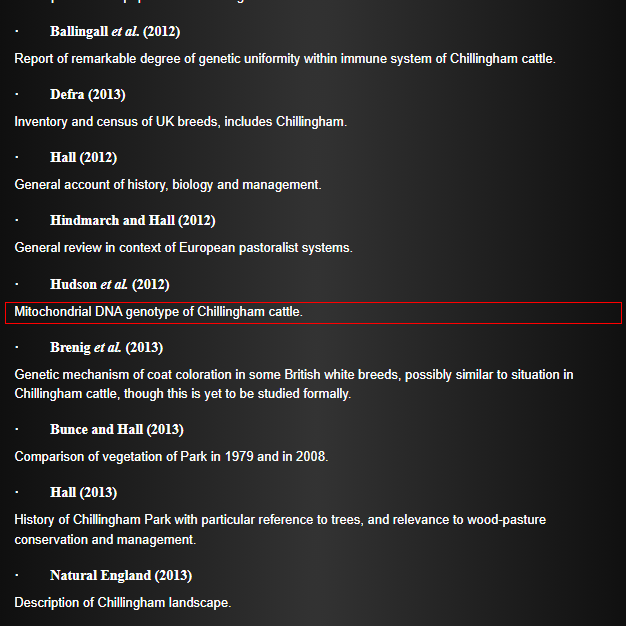 · Ballingall et al. (2012)
Report of remarkable degree of genetic uniformity within immune system of Chillingham cattle.
· Defra (2013)
Inventory and census of UK breeds, includes Chillingham.
· Hall (2012)
General account of history, biology and management.
· Hindmarch and Hall (2012)
General review in context of European pastoralist systems.
· Hudson et al. (2012)
Mitochondrial DNA genotype of Chillingham cattle.
· Brenig et al. (2013)
Genetic mechanism of coat coloration in some British white breeds, possibly similar to situation in
Chillingham cattle, though this is yet to be studied formally.
· Bunce and Hall (2013)
Comparison of vegetation of Park in 1979 and in 2008.
· Hall (2013)
History of Chillingham Park with particular reference to trees, and relevance to wood-pasture
conservation and management.
· Natural England (2013)
Description of Chillingham landscape.